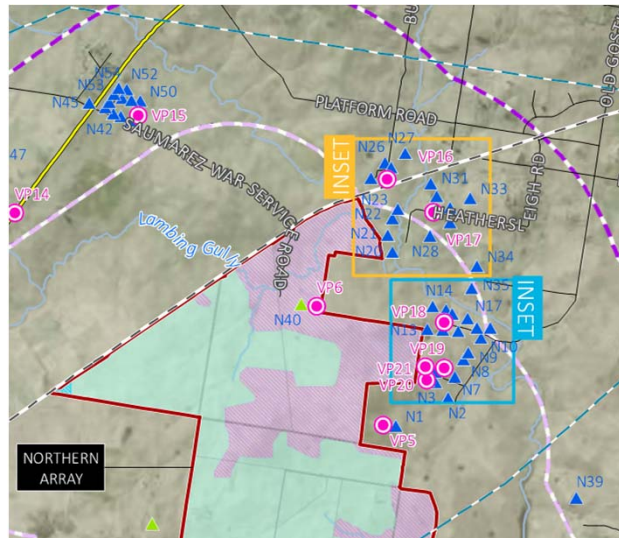 BU
OLD GOST
N54
N52
N53
N50
N45
VP15
N42
PLATFORM ROAD
SAUMAREZ WAR SERVICE ROAD
INSET
N27
N26
VP16
47
N31
N33
N23
HEATHERSLEIGH RD
VP14
N22
VP17
Lambing Gully
N21
N28
N20
N34
N35
INSET
VP6
N14
N17
N40
VP18
N13
N10
VP19
N9
VP21
N8
VP20
N7
N3
N2
N1
VP5
NORTHERN
ARRAY
N39